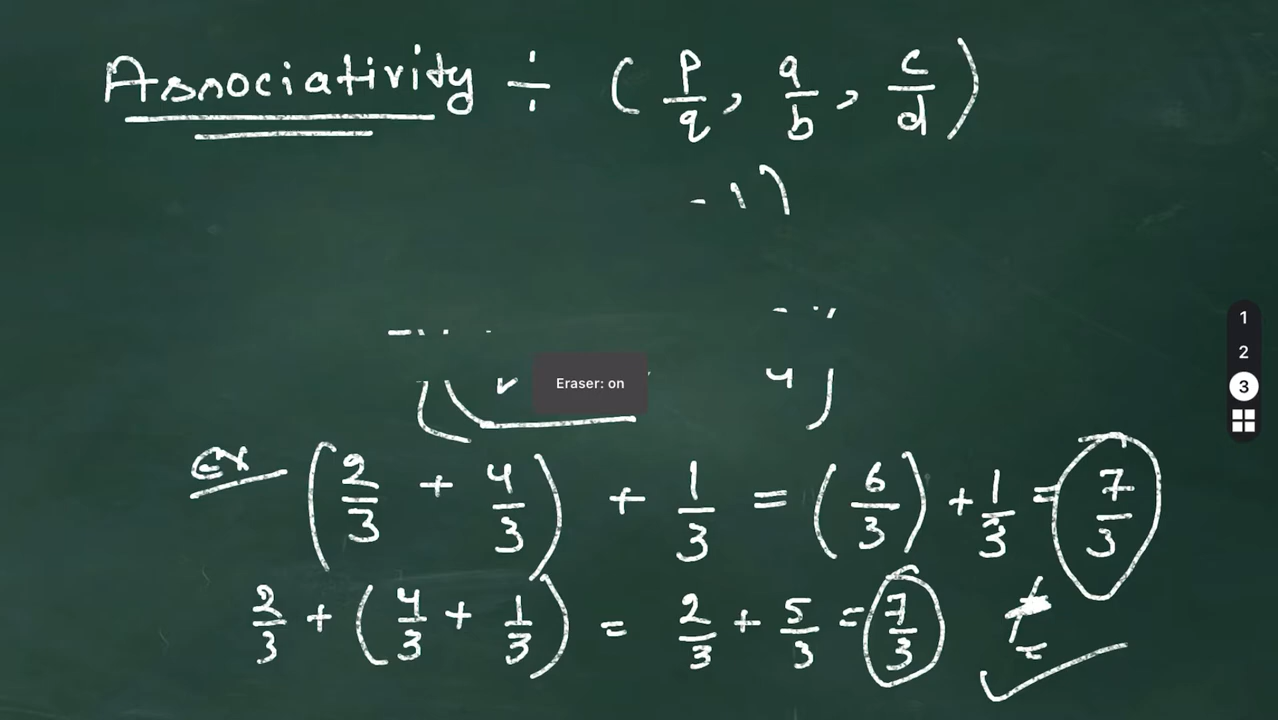 Associativity ÷ ( p/q, a/b, c/d )
Eraser: on
4
Ex (2/3 + 4/3) + 1/3 = (6/3) + 1/3 = 7/3
2/3 + (4/3 + 1/3) = 2/3 + 5/3 = 7/3
1
2
3